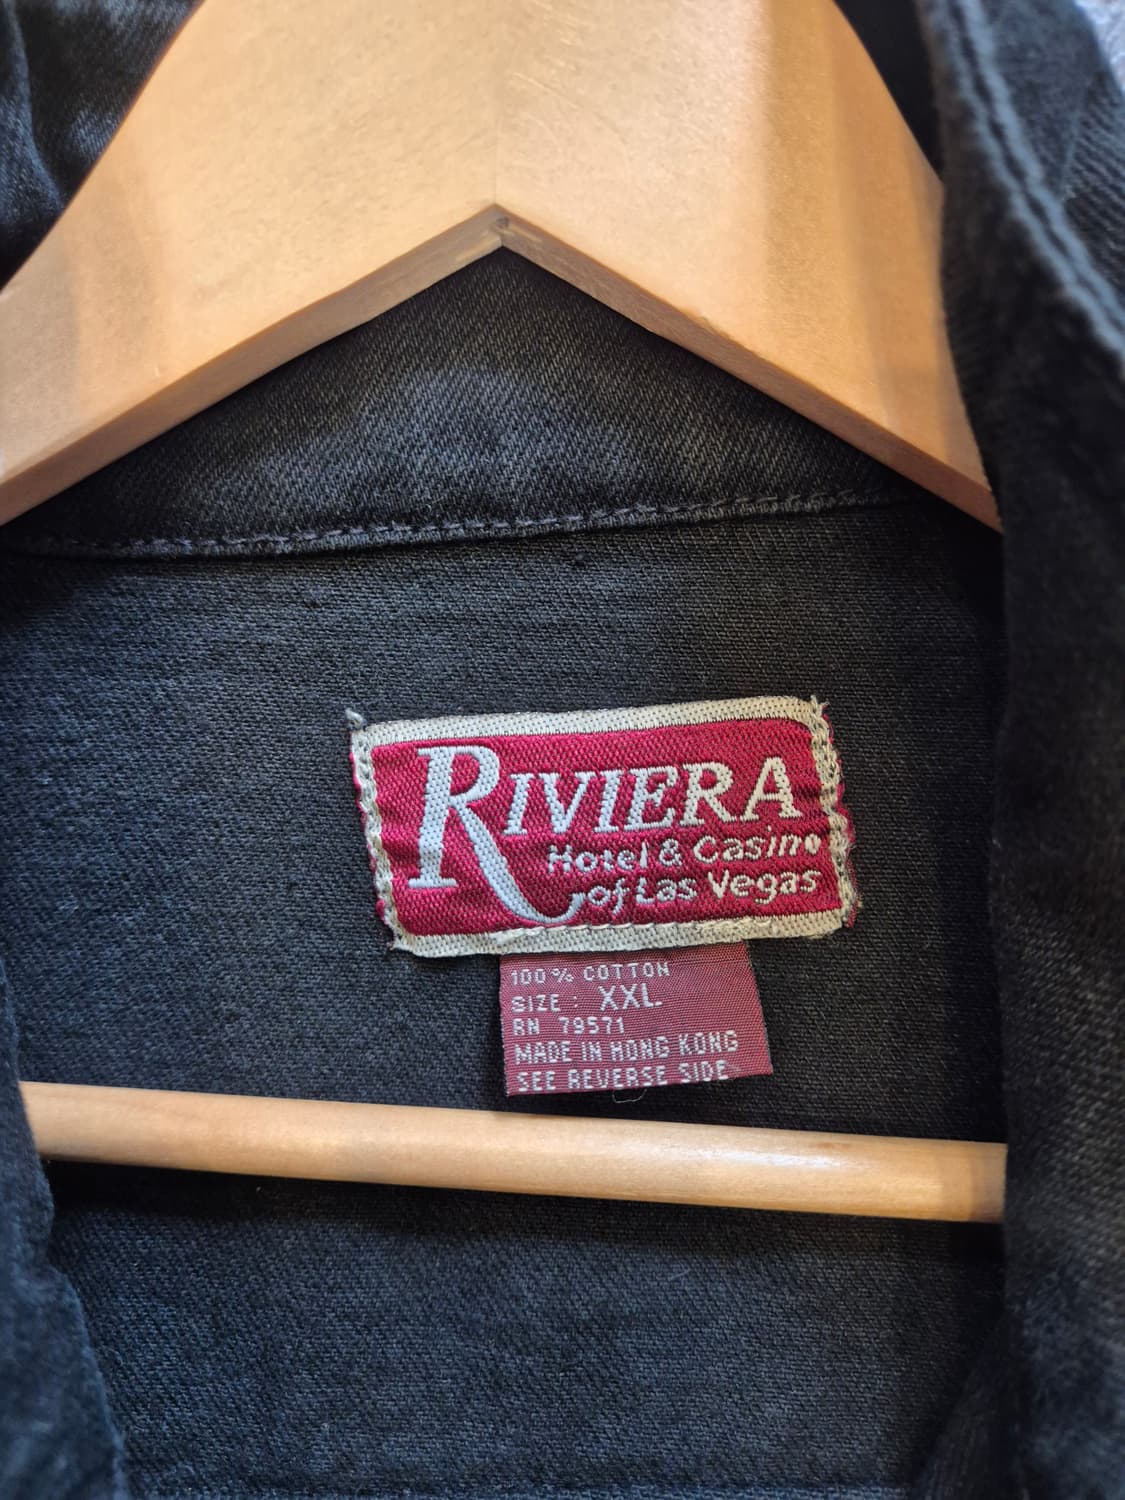 RIVIERA
Hotel & Casino
of Las Vegas
100% COTTON
SIZE : XXL
RN 79571
MADE IN HONG KONG
SEE REVERSE SIDE